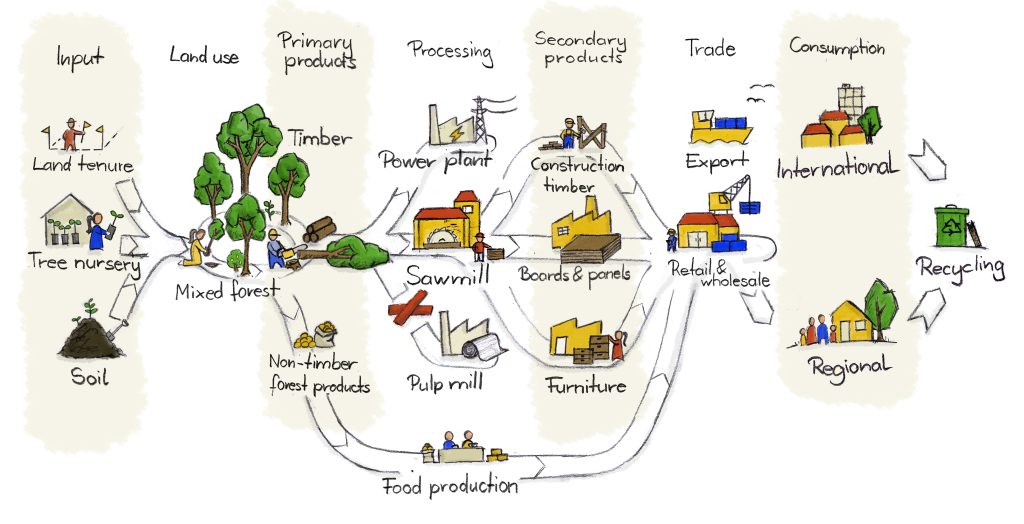 Input
Land use
Primary
products
Processing
Secondary
products
Trade
Consumption
Land tenure
Tree nursery
Soil
Mixed forest
Timber
Non-timber
forest products
Power plant
Sawmill
Pulp mill
Food production
Construction
timber
Boards & panels
Furniture
Export
Retail &
wholesale
International
Regional
Recycling